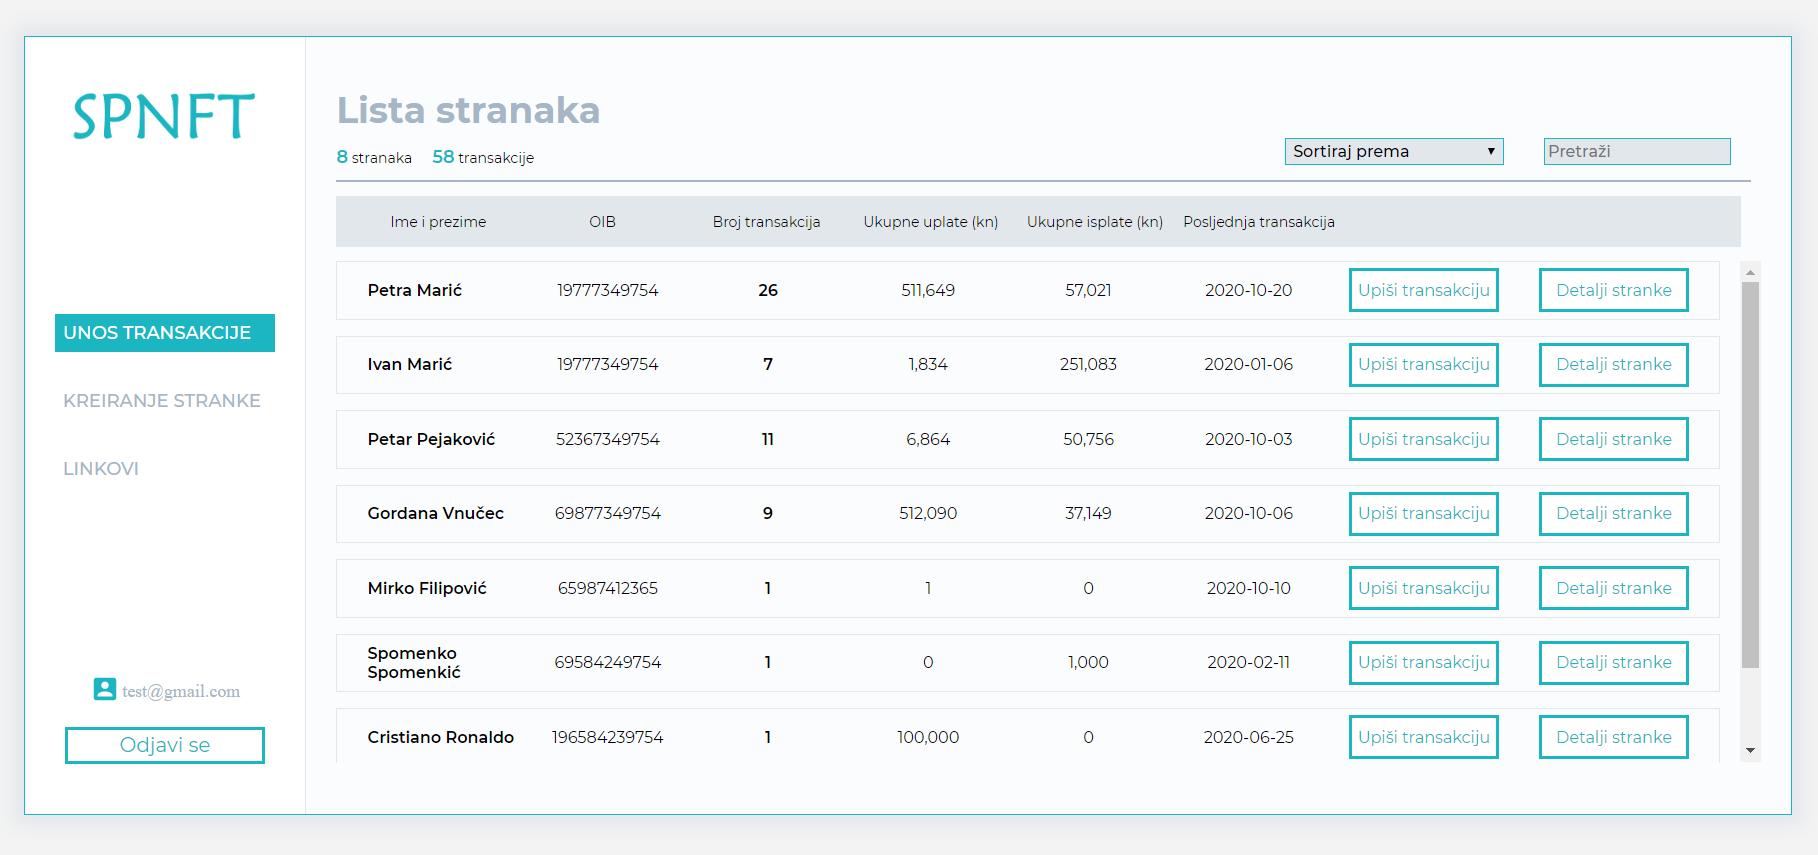 SPNFT
UNOS TRANSAKCIJE
KREIRANJE STRANKE
LINKOVI
test@gmail.com
Odjavi se
Lista stranaka
8 stranaka 58 transakcije
Sortiraj prema
Pretraži
Ime i prezime OIB Broj transakcija Ukupne uplate (kn) Ukupne isplate (kn) Posljednja transakcija
Petra Marić 19777349754 26 511,649 57,021 2020-10-20 Upiši transakciju Detalji stranke
Ivan Marić 19777349754 7 1,834 251,083 2020-01-06 Upiši transakciju Detalji stranke
Petar Pejaković 52367349754 11 6,864 50,756 2020-10-03 Upiši transakciju Detalji stranke
Gordana Vnučec 69877349754 9 512,090 37,149 2020-10-06 Upiši transakciju Detalji stranke
Mirko Filipović 65987412365 1 1 0 2020-10-10 Upiši transakciju Detalji stranke
Spomenko
Spomenkić 69584249754 1 0 1,000 2020-02-11 Upiši transakciju Detalji stranke
Cristiano Ronaldo 196584239754 1 100,000 0 2020-06-25 Upiši transakciju Detalji stranke